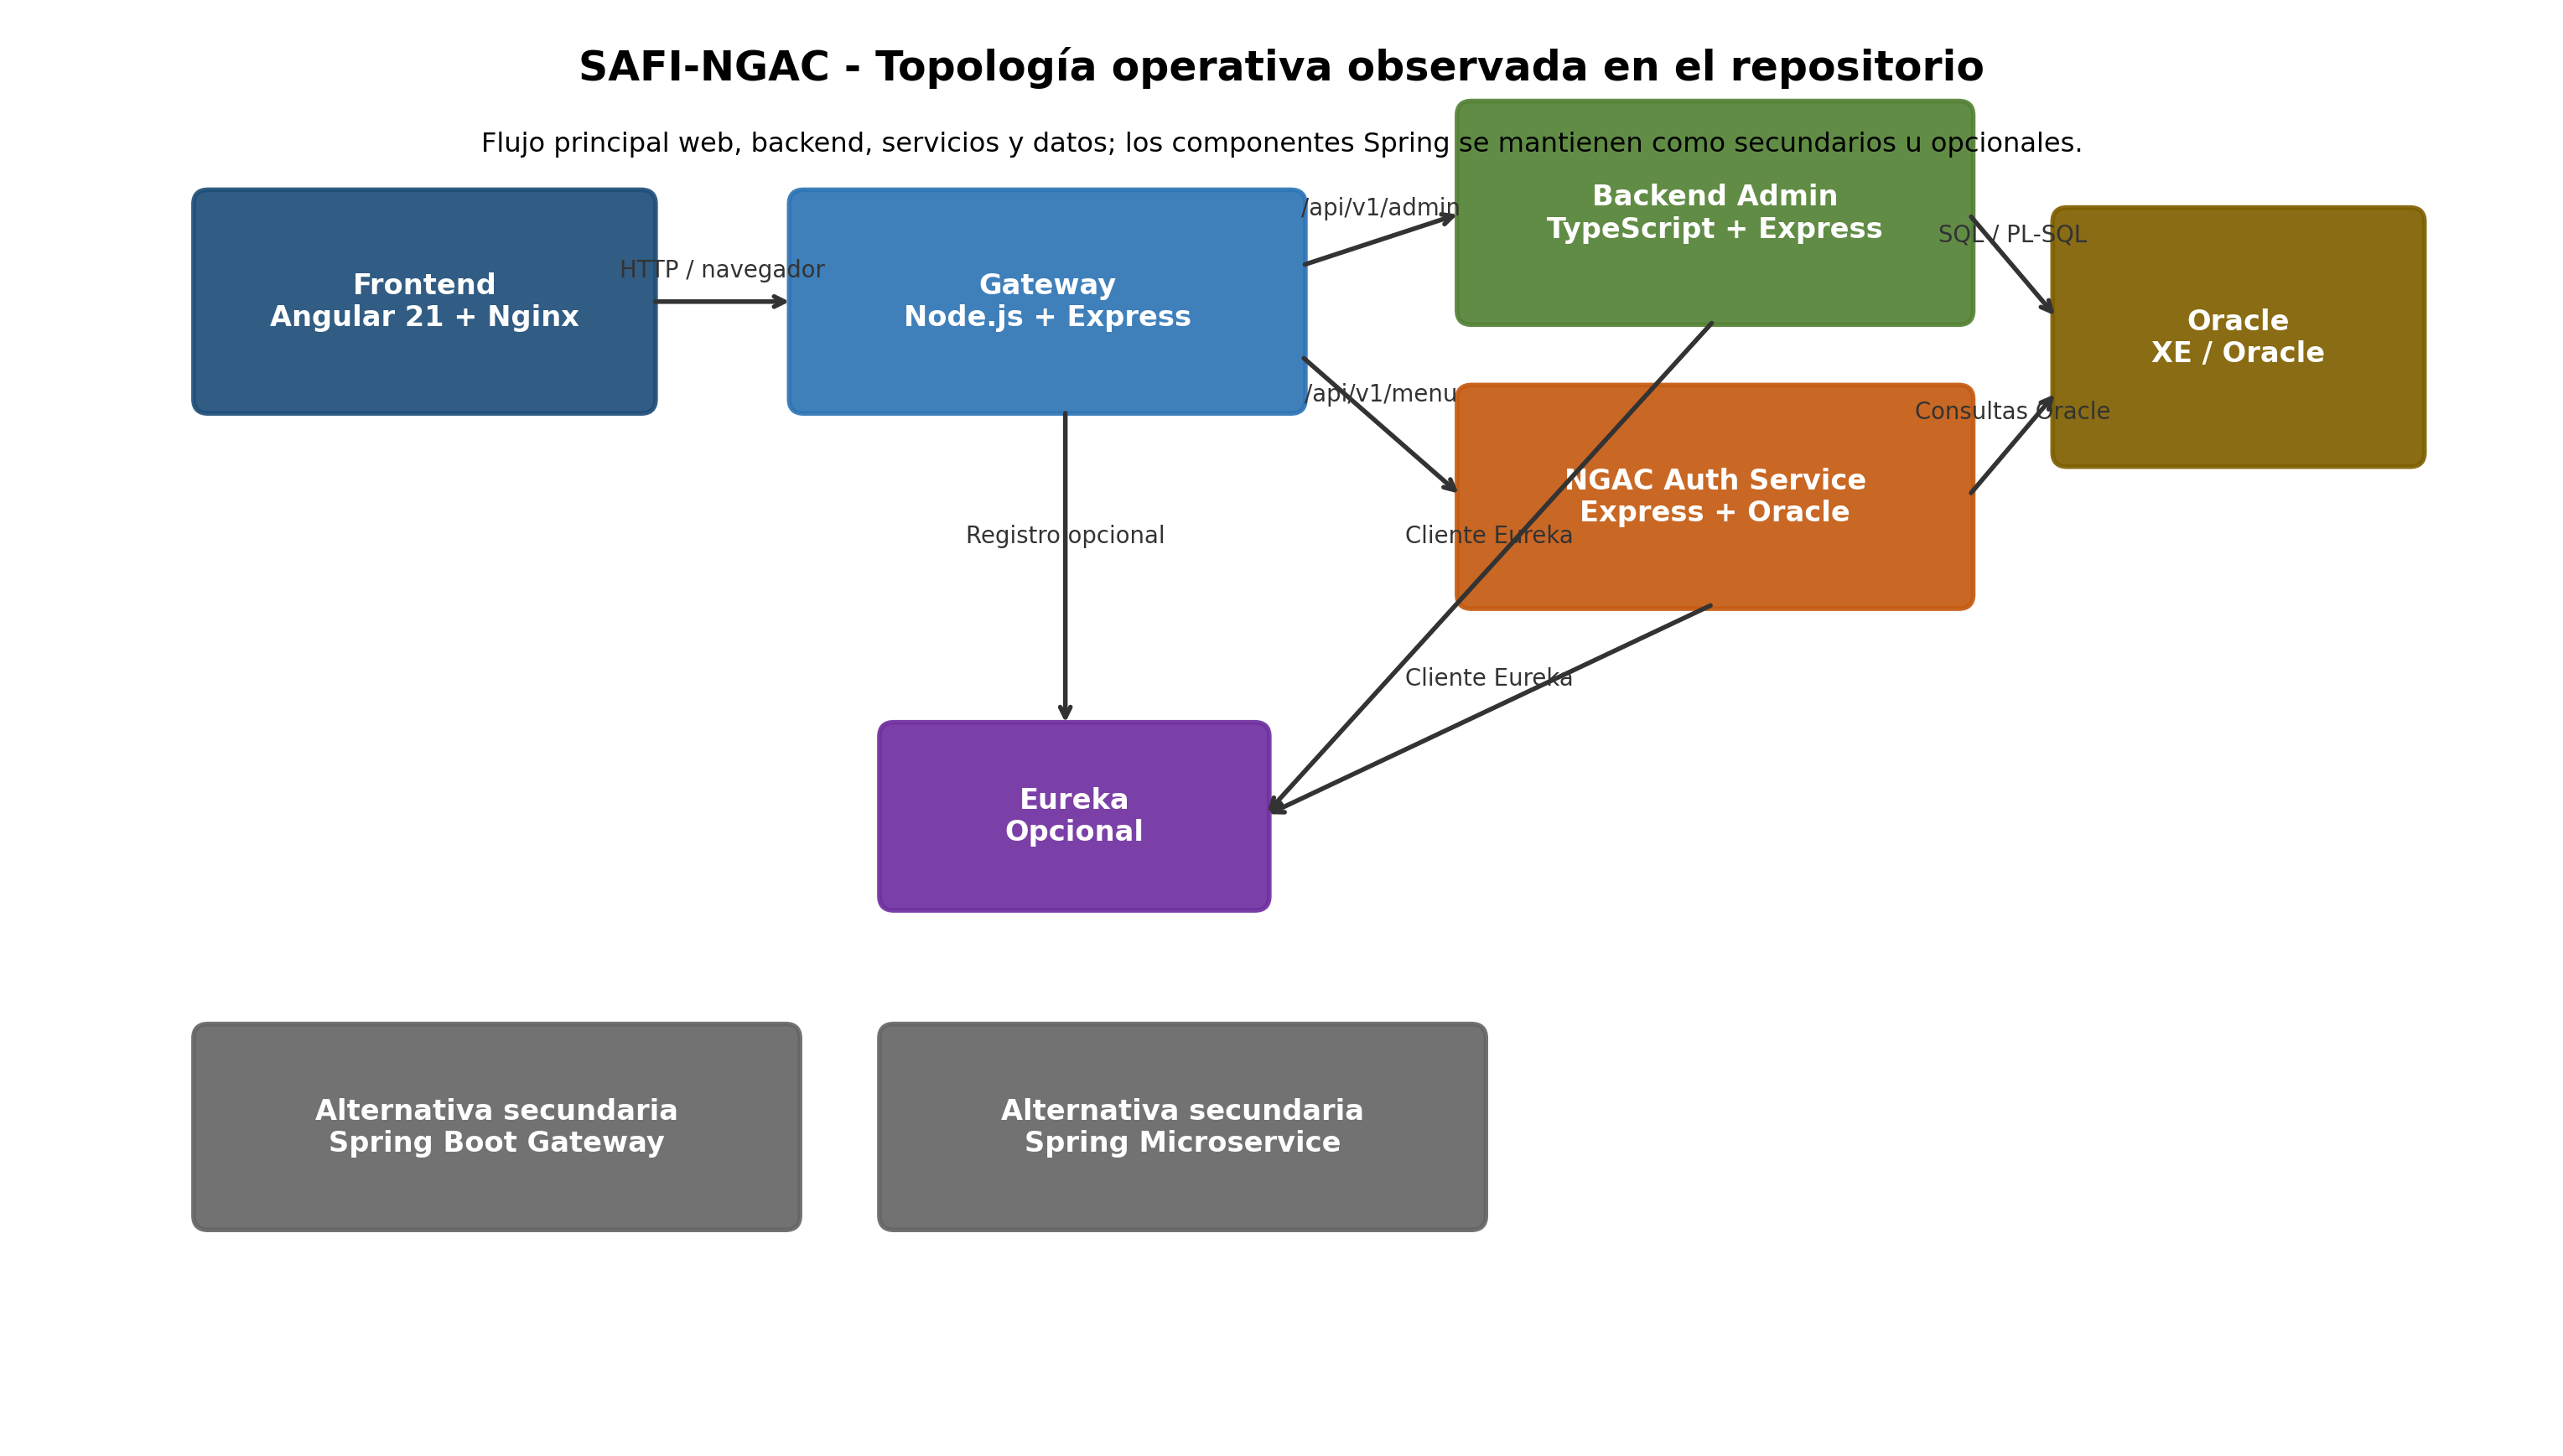 SAFI-NGAC - Topología operativa observada en el repositorio
Flujo principal web, backend, servicios y datos; los componentes Spring se mantienen como secundarios u opcionales.
Frontend
Angular 21 + Nginx
HTTP / navegador
Gateway
Node.js + Express
/api/v1/admin
Backend Admin
TypeScript + Express
SQL / PL-SQL
Oracle
XE / Oracle
/api/v1/menu
NGAC Auth Service
Express + Oracle
Consultas Oracle
Registro opcional
Cliente Eureka
Cliente Eureka
Eureka
Opcional
Alternativa secundaria
Spring Boot Gateway
Alternativa secundaria
Spring Microservice